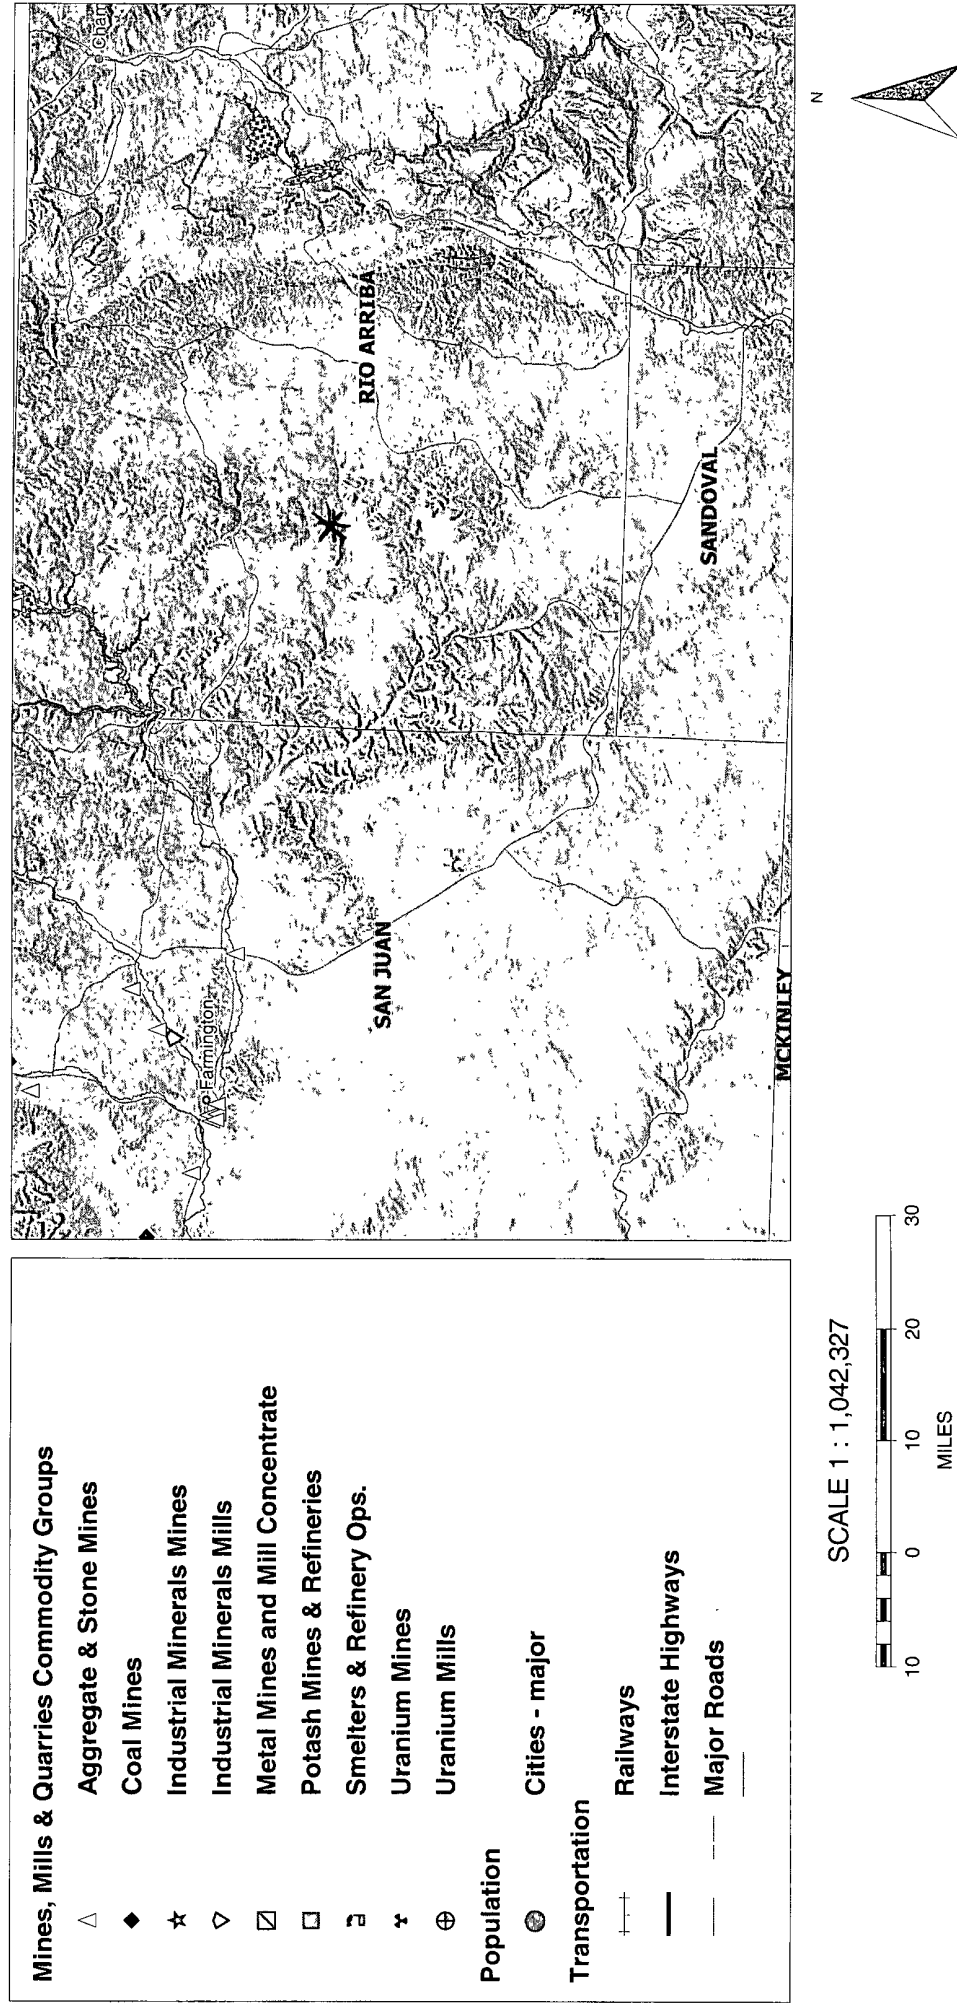 Mines, Mills & Quarries Commodity Groups
Aggregate & Stone Mines
Coal Mines
Industrial Minerals Mines
Industrial Minerals Mills
Metal Mines and Mill Concentrate
Potash Mines & Refineries
Smelters & Refinery Ops.
Uranium Mines
Uranium Mills
Population
Cities - major
Transportation
Railways
Interstate Highways
Major Roads
Farmington
SAN JUAN
RIO ARRIBA
SANDOVAL
MCKINLEY
Cham
N
SCALE 1 : 1,042,327
10 0 10 20 30
MILES